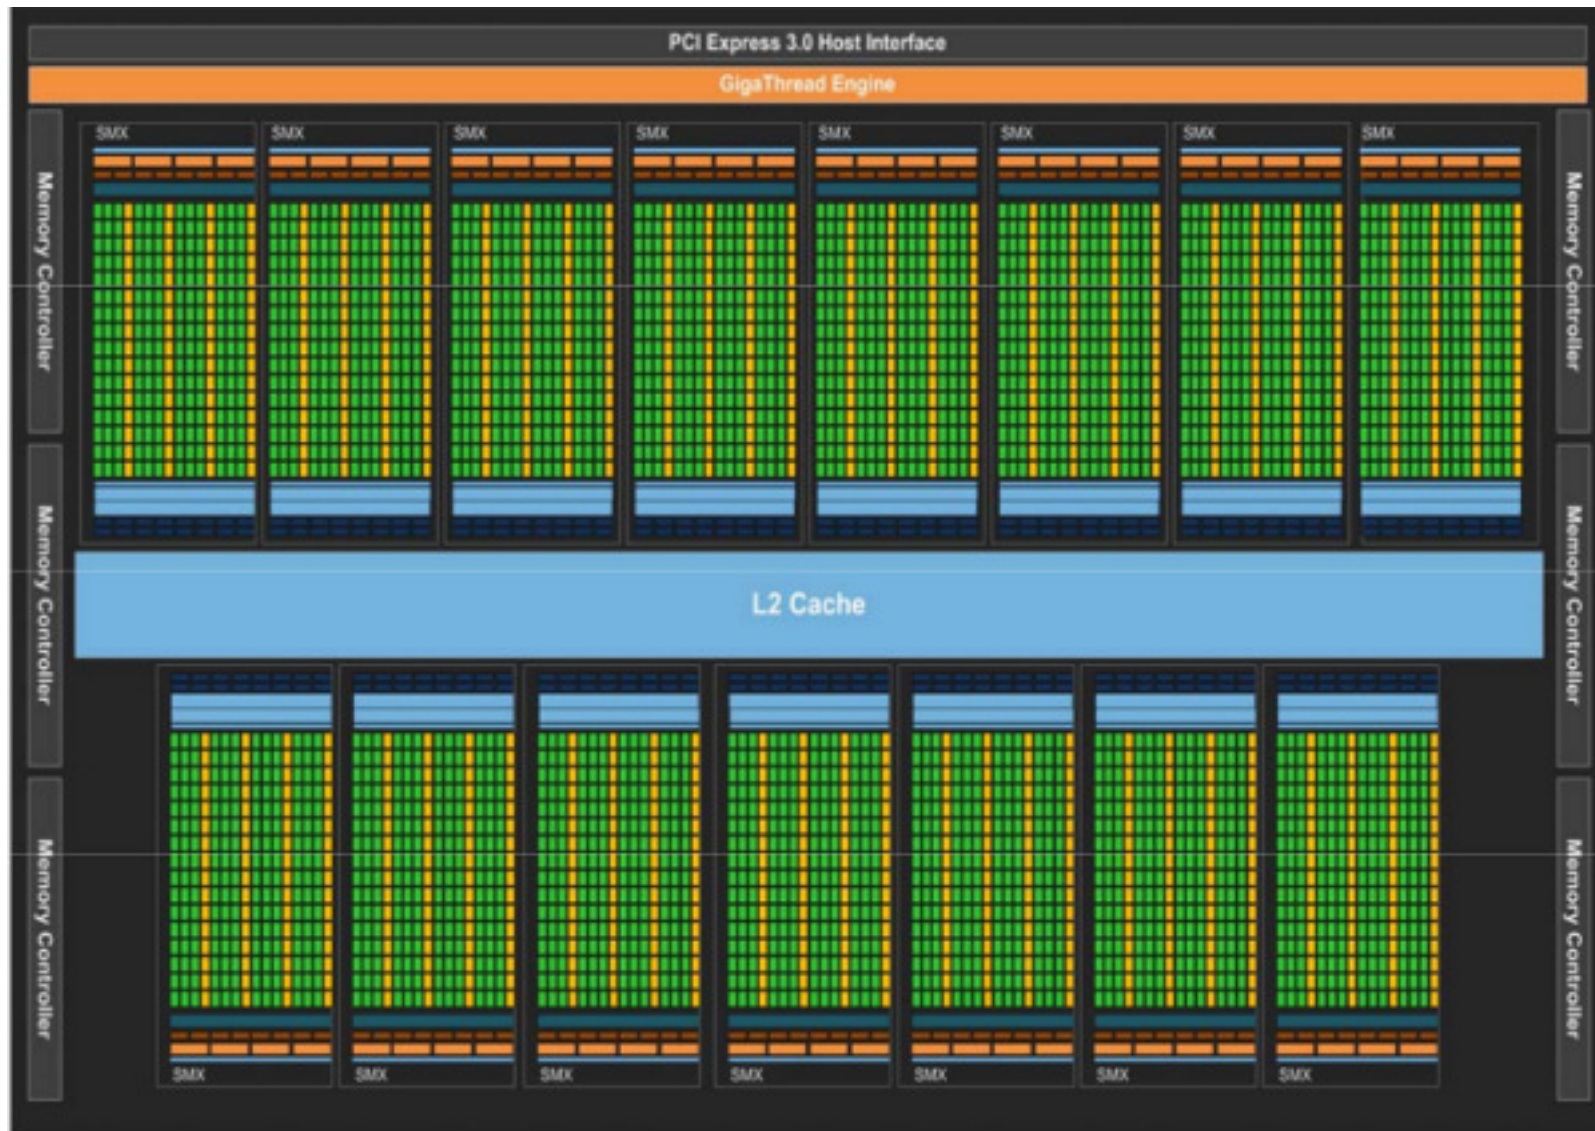 PCI Express 3.0 Host Interface
GigaThread Engine
SMX
SMX
SMX
SMX
SMX
SMX
SMX
SMX
Memory Controller
Memory Controller
Memory Controller
Memory Controller
L2 Cache
Memory Controller
Memory Controller
SMX
SMX
SMX
SMX
SMX
SMX
SMX